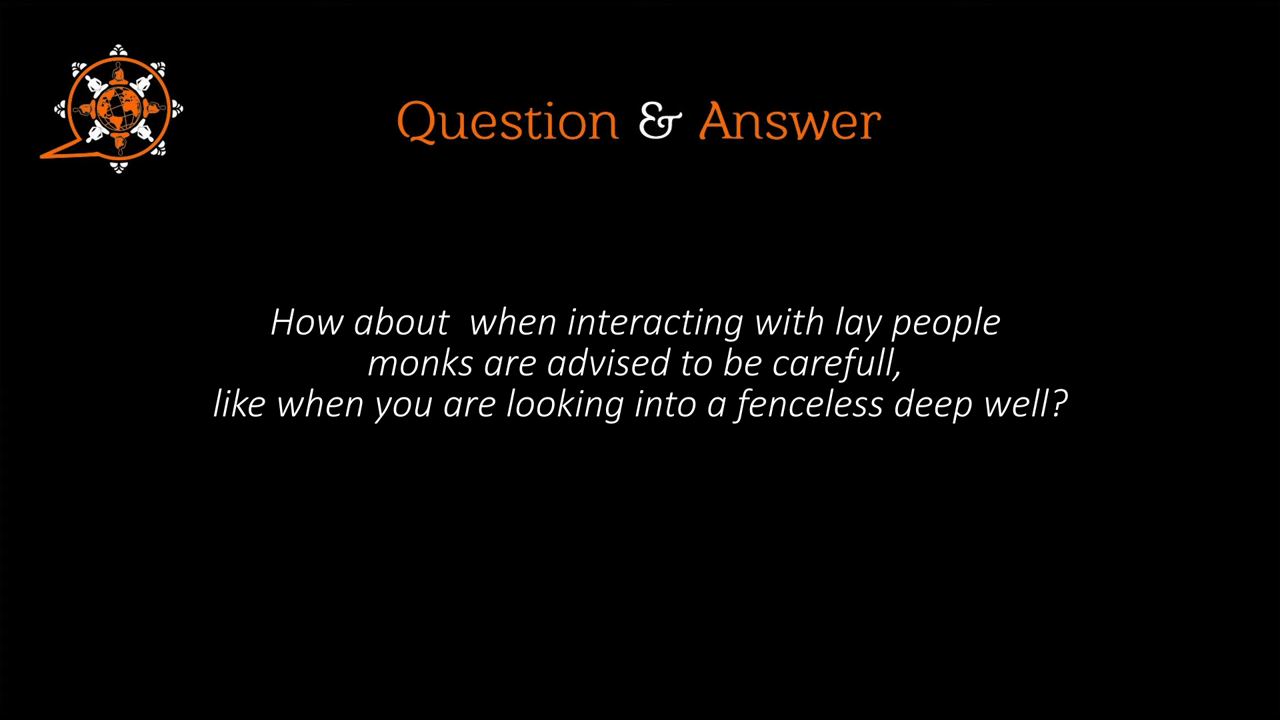 Question & Answer
How about  when interacting with lay people
monks are advised to be carefull,
like when you are looking into a fenceless deep well?